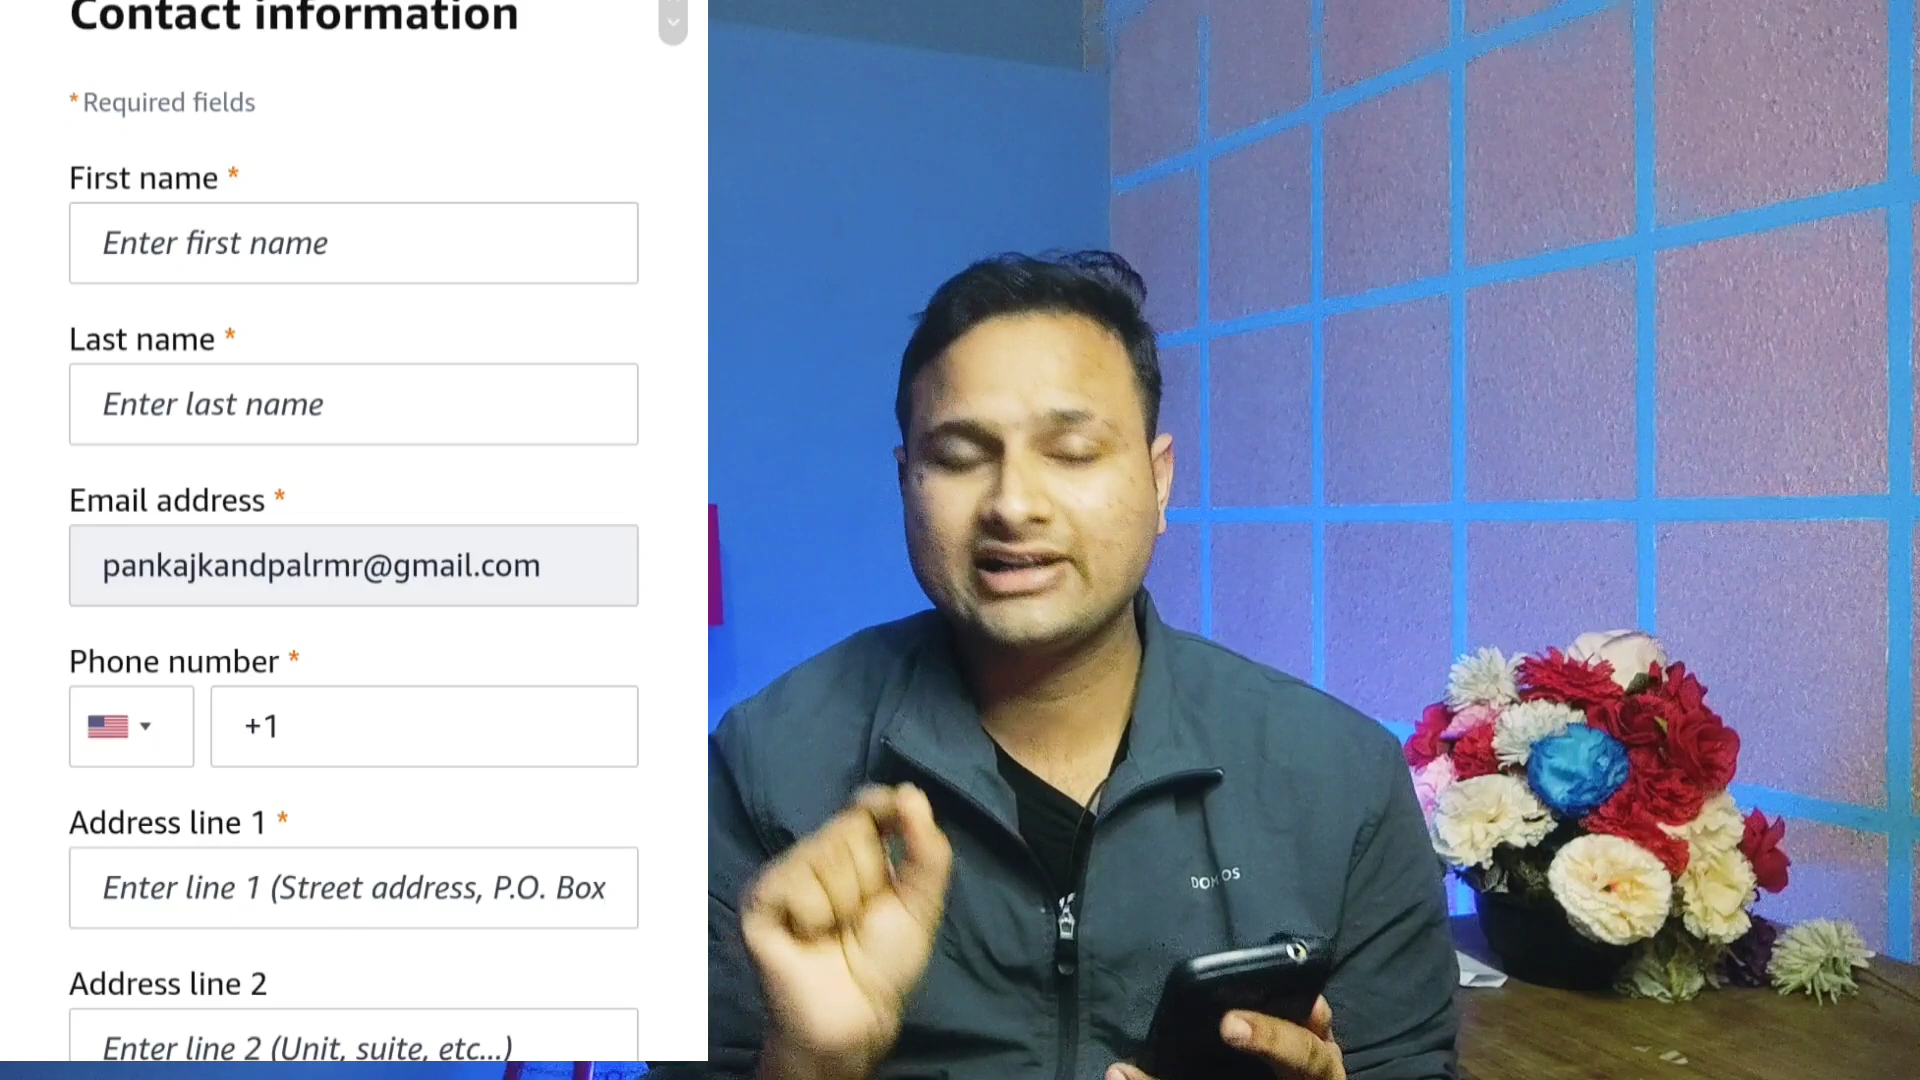 Contact information
* Required fields
First name *
Enter first name
Last name *
Enter last name
Email address *
pankajkandpalrmr@gmail.com
Phone number *
+1
Address line 1 *
Enter line 1 (Street address, P.O. Box
Address line 2
Enter line 2 (Unit, suite, etc...)